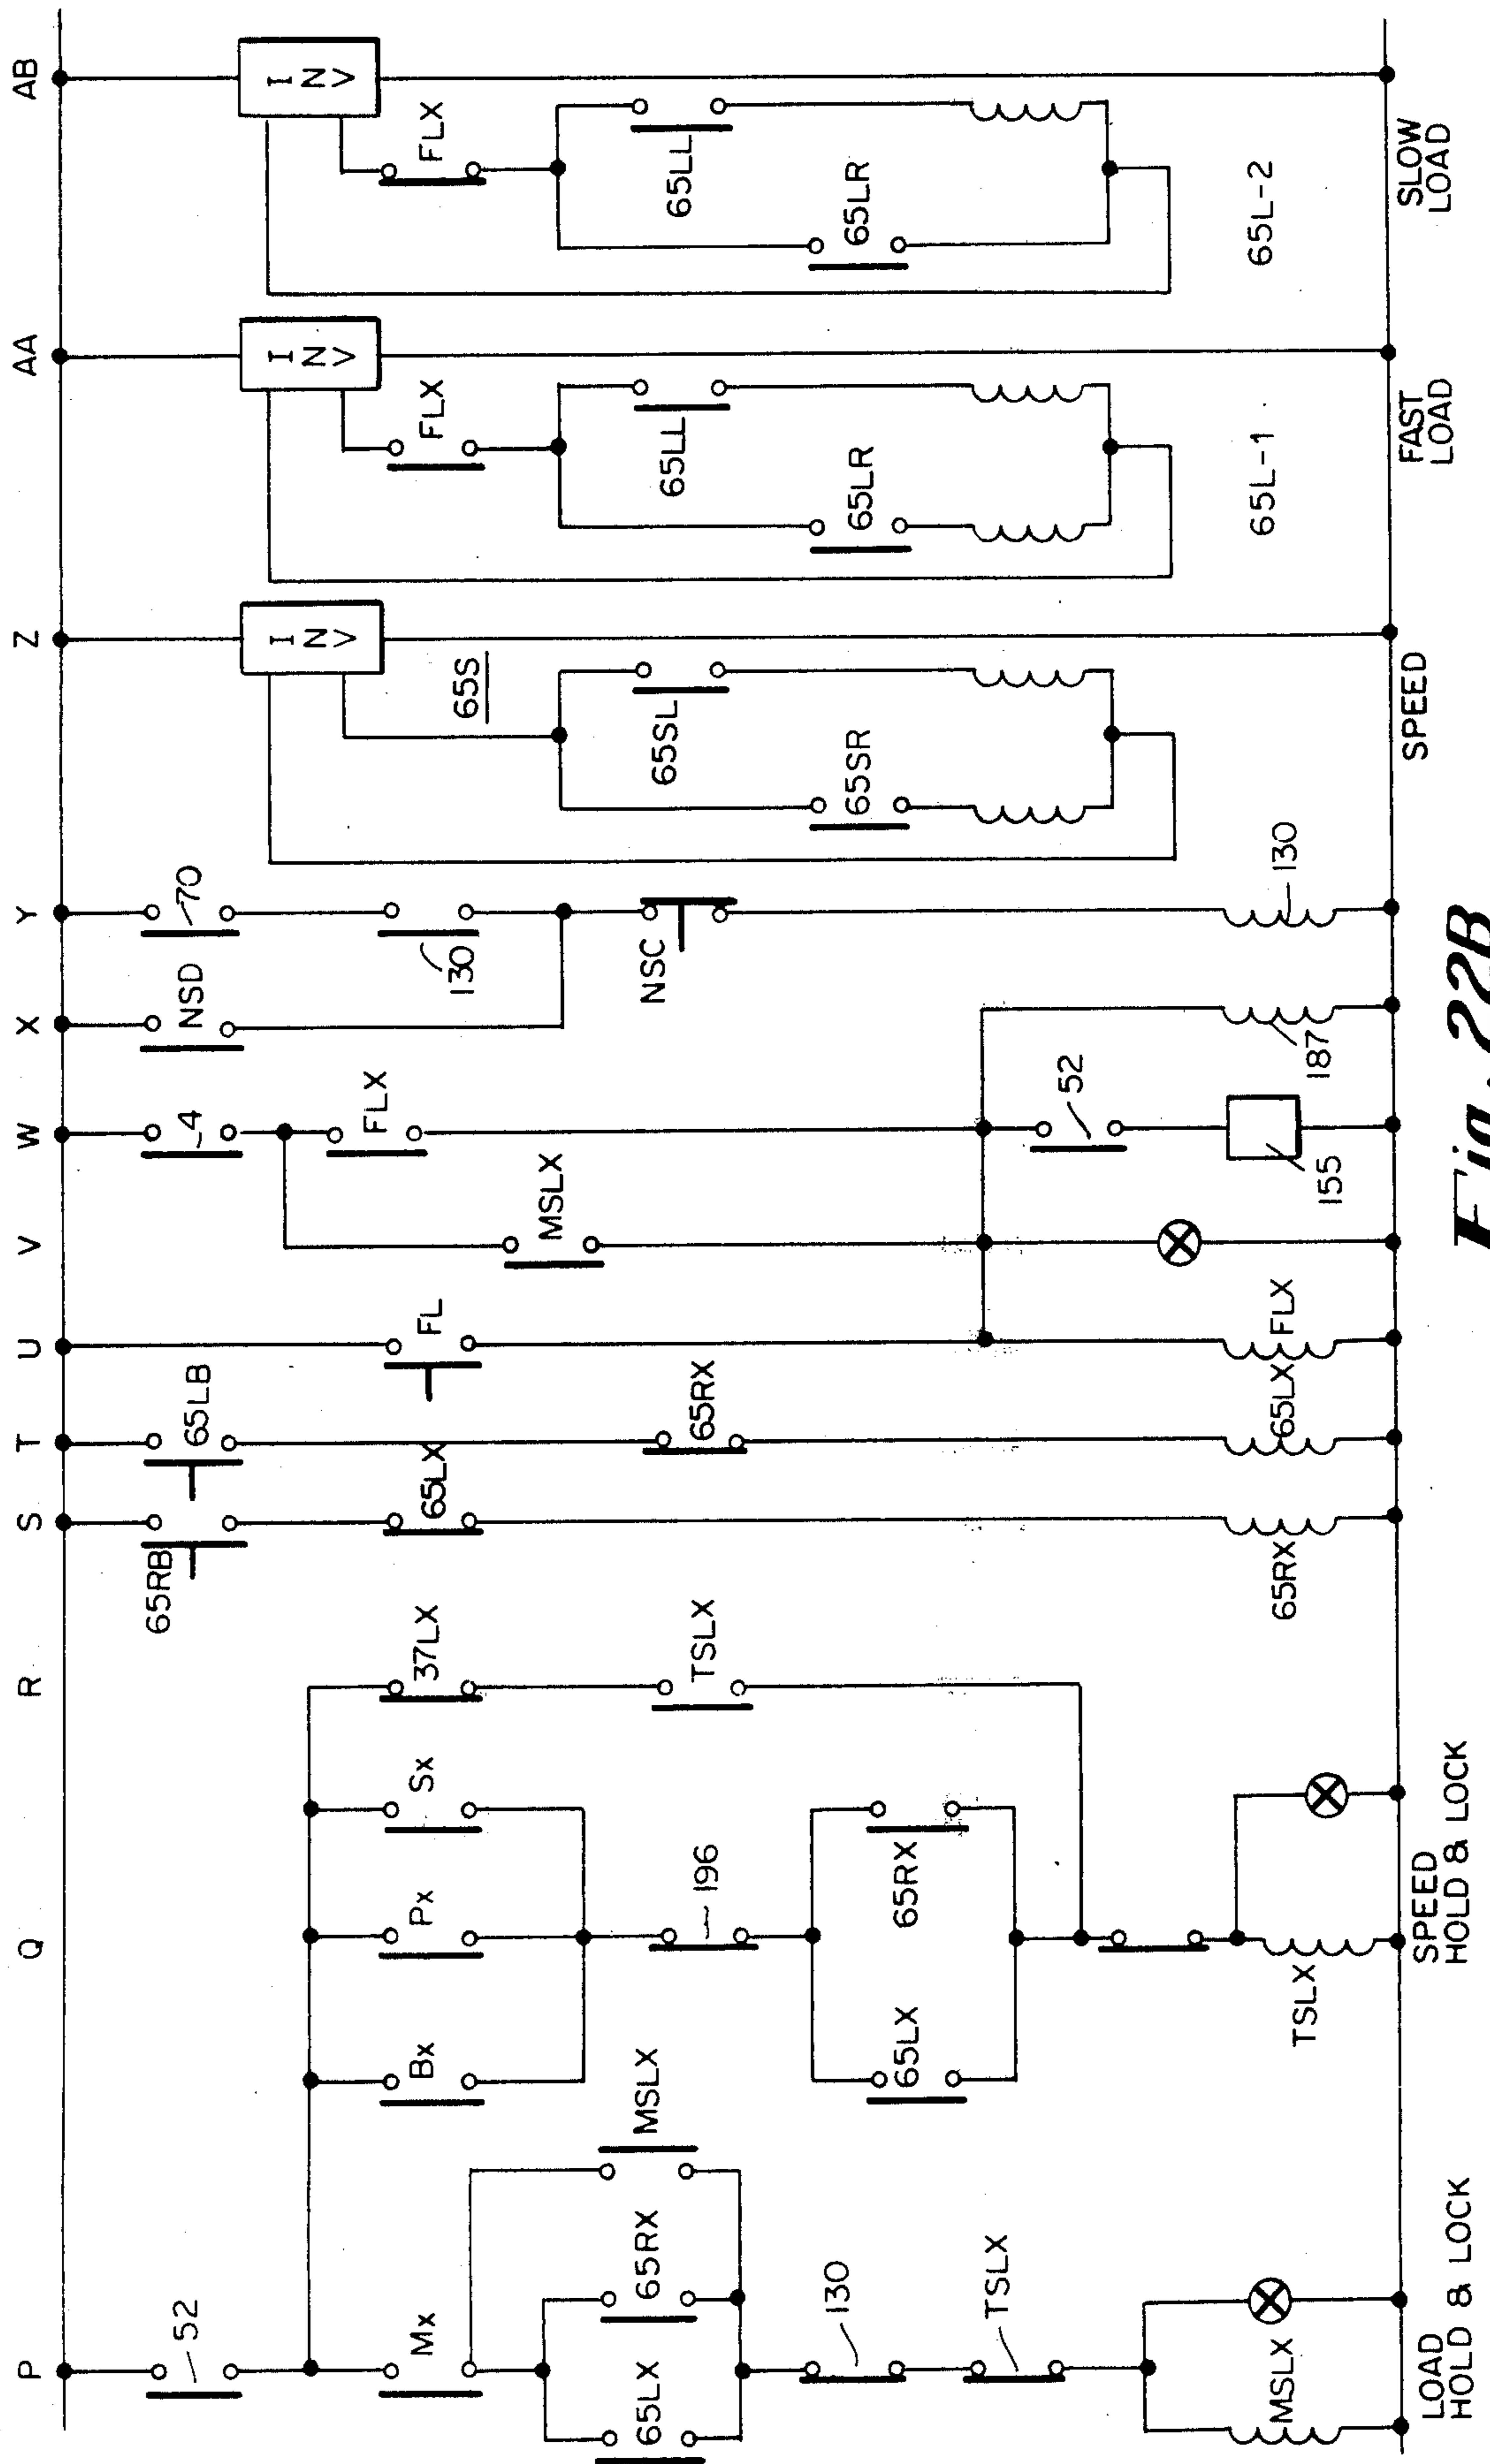 P
Q
R
S
T
U
V
W
X
Y
Z
AA
AB
52
Mx
65LX
65RX
MSLX
130
TSLX
MSLX
LOAD
HOLD & LOCK
Bx
Px
Sx
37LX
196
TSLX
65LX
65RX
TSLX
SPEED
HOLD & LOCK
65RB
65LX
65RX
65LB
65RX
65LX
FL
FLX
MSLX
4
FLX
52
155
187
NSD
70
130
NSC
130
INV
65S
65SL
65SR
SPEED
INV
FLX
65LL
65LR
65L-1
FAST
LOAD
INV
FLX
65LL
65LR
65L-2
SLOW
LOAD
Fig. 22B